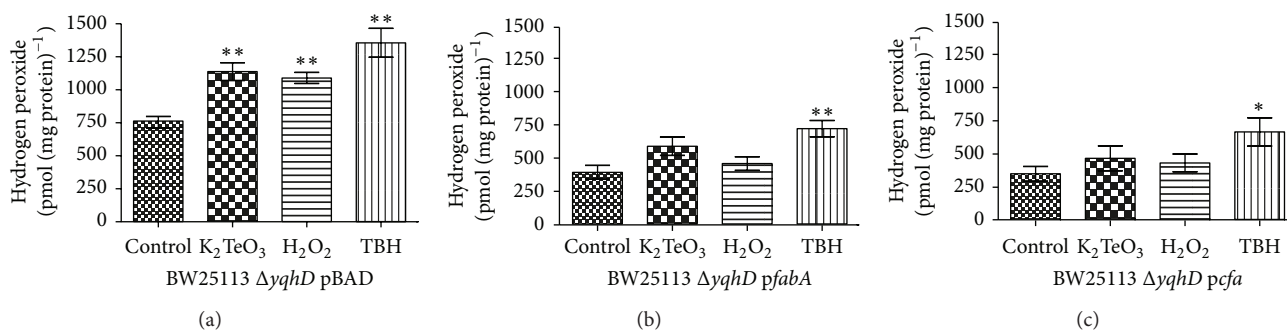 Hydrogen peroxide
(pmol (mg protein)⁻¹
1500
1250
1000
750
500
250
0
**
**
**
Control K₂TeO₃ H₂O₂ TBH
BW25113 ΔyqhD pBAD
(a)
Hydrogen peroxide
(pmol (mg protein)⁻¹
1500
1250
1000
750
500
250
0
**
Control K₂TeO₃ H₂O₂ TBH
BW25113 ΔyqhD pfabA
(b)
Hydrogen peroxide
(pmol (mg protein)⁻¹
1500
1250
1000
750
500
250
0
*
Control K₂TeO₃ H₂O₂ TBH
BW25113 ΔyqhD pcfa
(c)